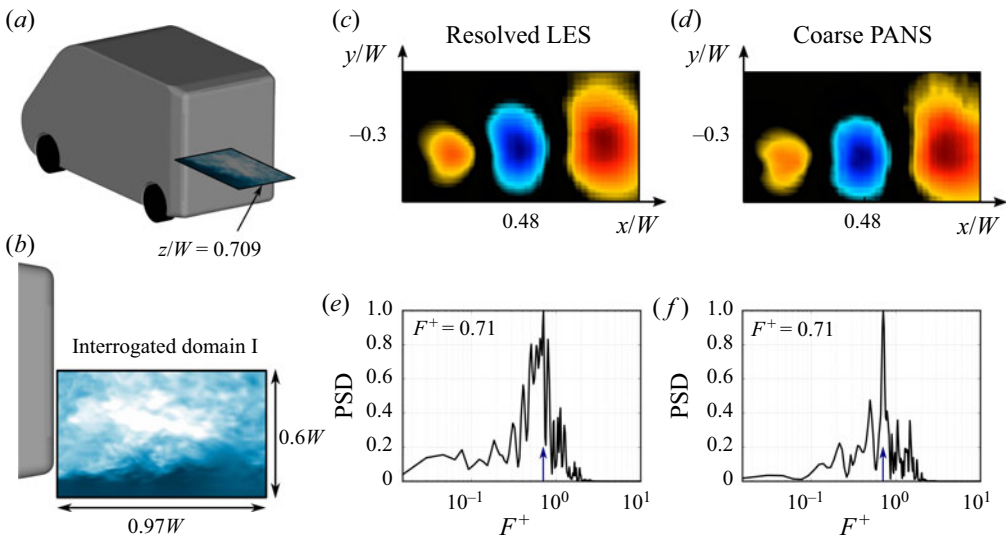 (a)
z/W = 0.709
(b)
Interrogated domain I
0.6W
0.97W
(c)
Resolved LES
y/W
–0.3
0.48
x/W
(d)
Coarse PANS
y/W
–0.3
0.48
x/W
(e)
F⁺ = 0.71
PSD
1.0
0.8
0.6
0.4
0.2
0
10⁻¹
10⁰
10¹
F⁺
(f)
F⁺ = 0.71
PSD
1.0
0.8
0.6
0.4
0.2
0
10⁻¹
10⁰
10¹
F⁺